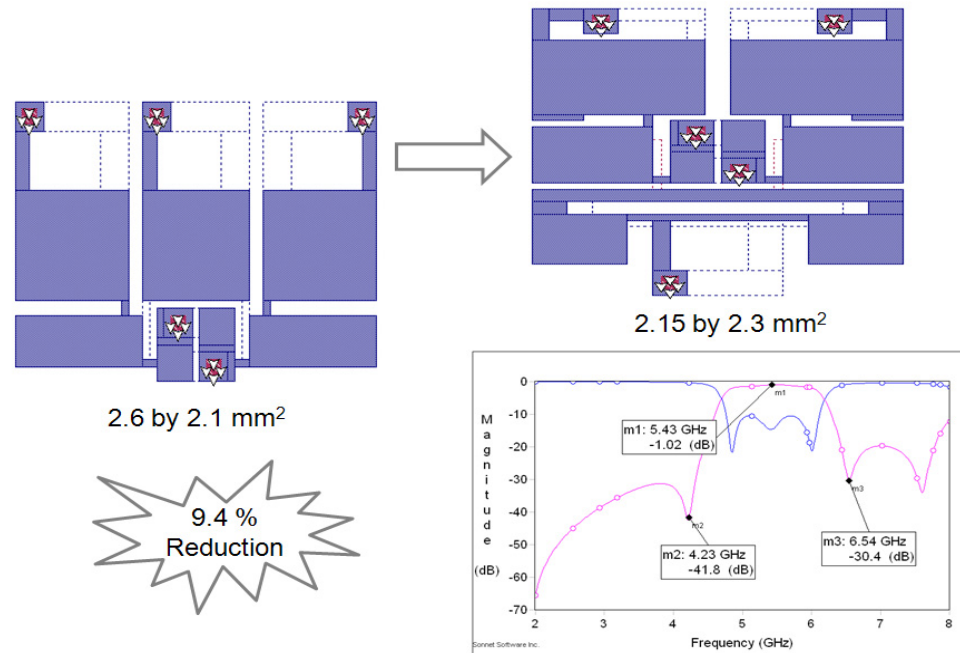 2.6 by 2.1 mm²
9.4 %
Reduction
2.15 by 2.3 mm²
Magnitude
(dB)
0
-10
-20
-30
-40
-50
-60
-70
m1: 5.43 GHz
-1.02 (dB)
m1
m2: 4.23 GHz
-41.8 (dB)
m2
m3: 6.54 GHz
-30.4 (dB)
m3
2 3 4 5 6 7 8
Frequency (GHz)
Sonnet Software Inc.